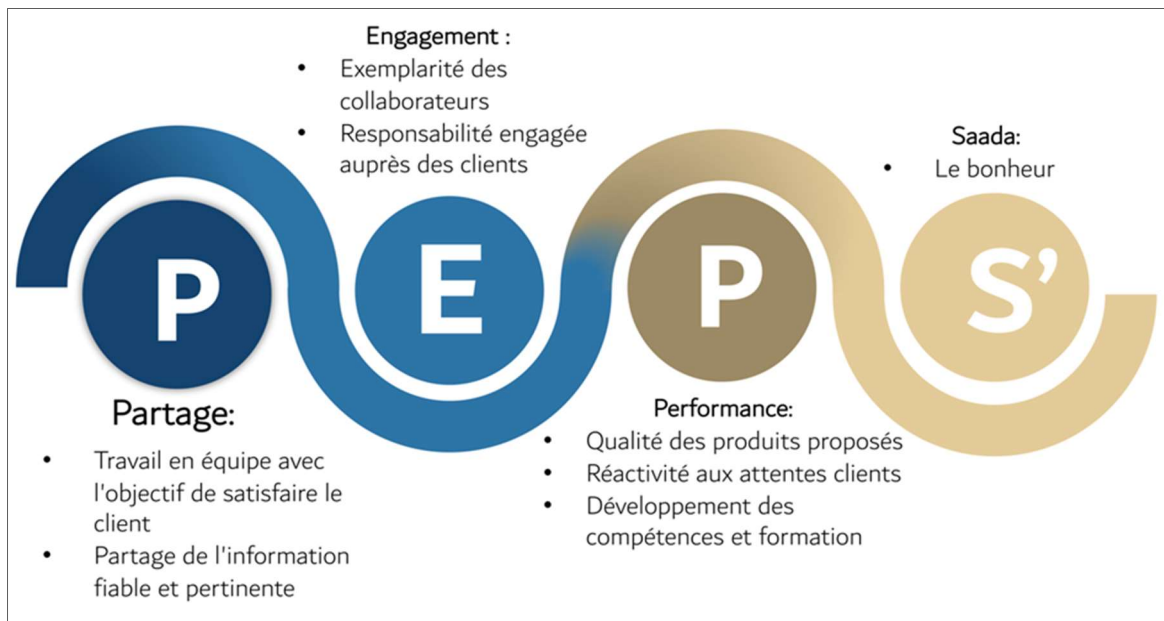 P
Partage:
• Travail en équipe avec
l'objectif de satisfaire le
client
• Partage de l'information
fiable et pertinente
Engagement :
• Exemplarité des
collaborateurs
• Responsabilité engagée
auprès des clients
E
P
Performance:
• Qualité des produits proposés
• Réactivité aux attentes clients
• Développement des
compétences et formation
Saada:
• Le bonheur
S’